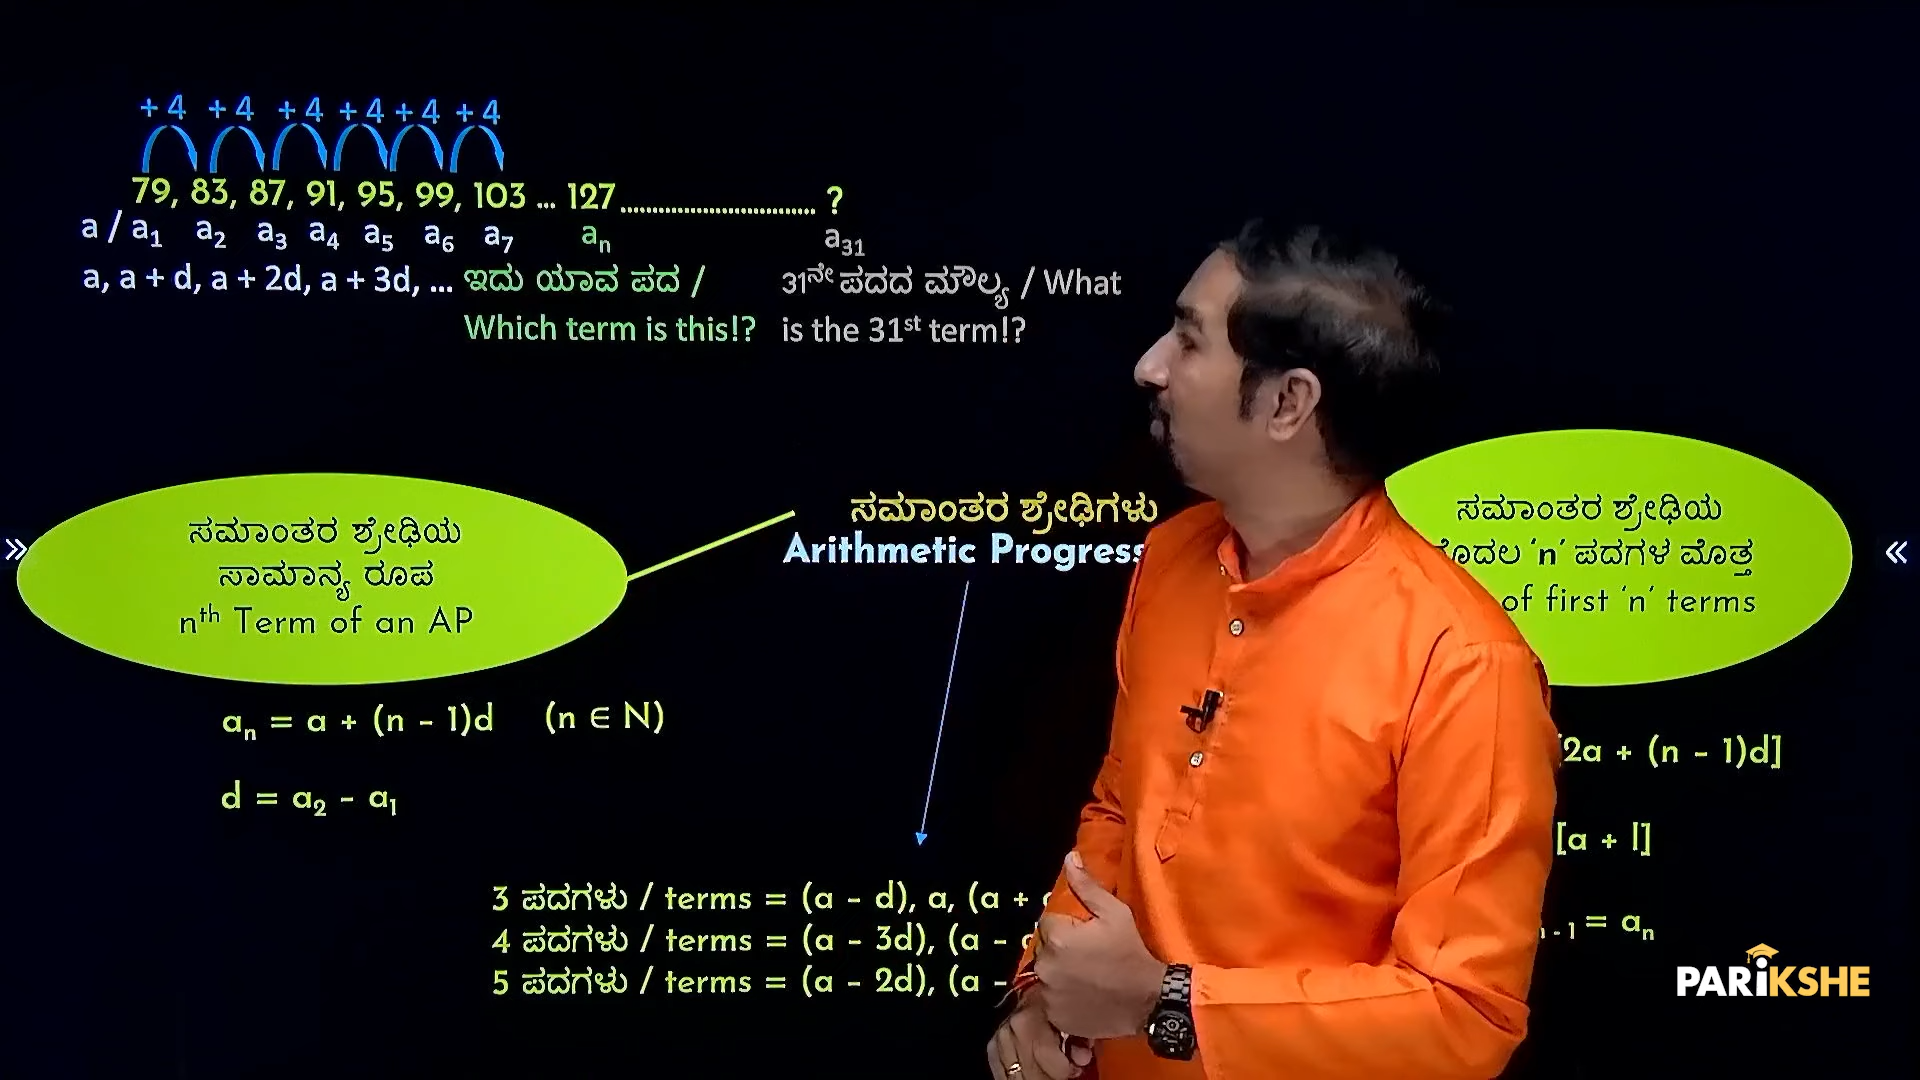 + 4 + 4 + 4 + 4 + 4 + 4
79, 83, 87, 91, 95, 99, 103 ... 127 .............................. ?
a / a₁ a₂ a₃ a₄ a₅ a₆ a₇ aₙ a₃₁
a, a + d, a + 2d, a + 3d, ... ಇದು ಯಾವ ಪದ /
Which term is this!?
31ನೇ ಪದದ ಮೌಲ್ಯ / What
is the 31ˢᵗ term!?
»
ಸಮಾಂತರ ಶ್ರೇಢಿಯ
ಸಾಮಾನ್ಯ ರೂಪ
nᵗʰ Term of an AP
aₙ = a + (n - 1)d (n ∈ N)
d = a₂ - a₁
ಸಮಾಂತರ ಶ್ರೇಢಿಗಳು
Arithmetic Progress
3 ಪದಗಳು / terms = (a - d), a, (a +
4 ಪದಗಳು / terms = (a - 3d), (a -
5 ಪದಗಳು / terms = (a - 2d), (a -
ಸಮಾಂತರ ಶ್ರೇಢಿಯ
'n' ಪದಗಳ ಮೊತ್ತ
of first 'n' terms
«
2a + (n - 1)d]
[a + l]
- 1 = aₙ
PARiKSHE